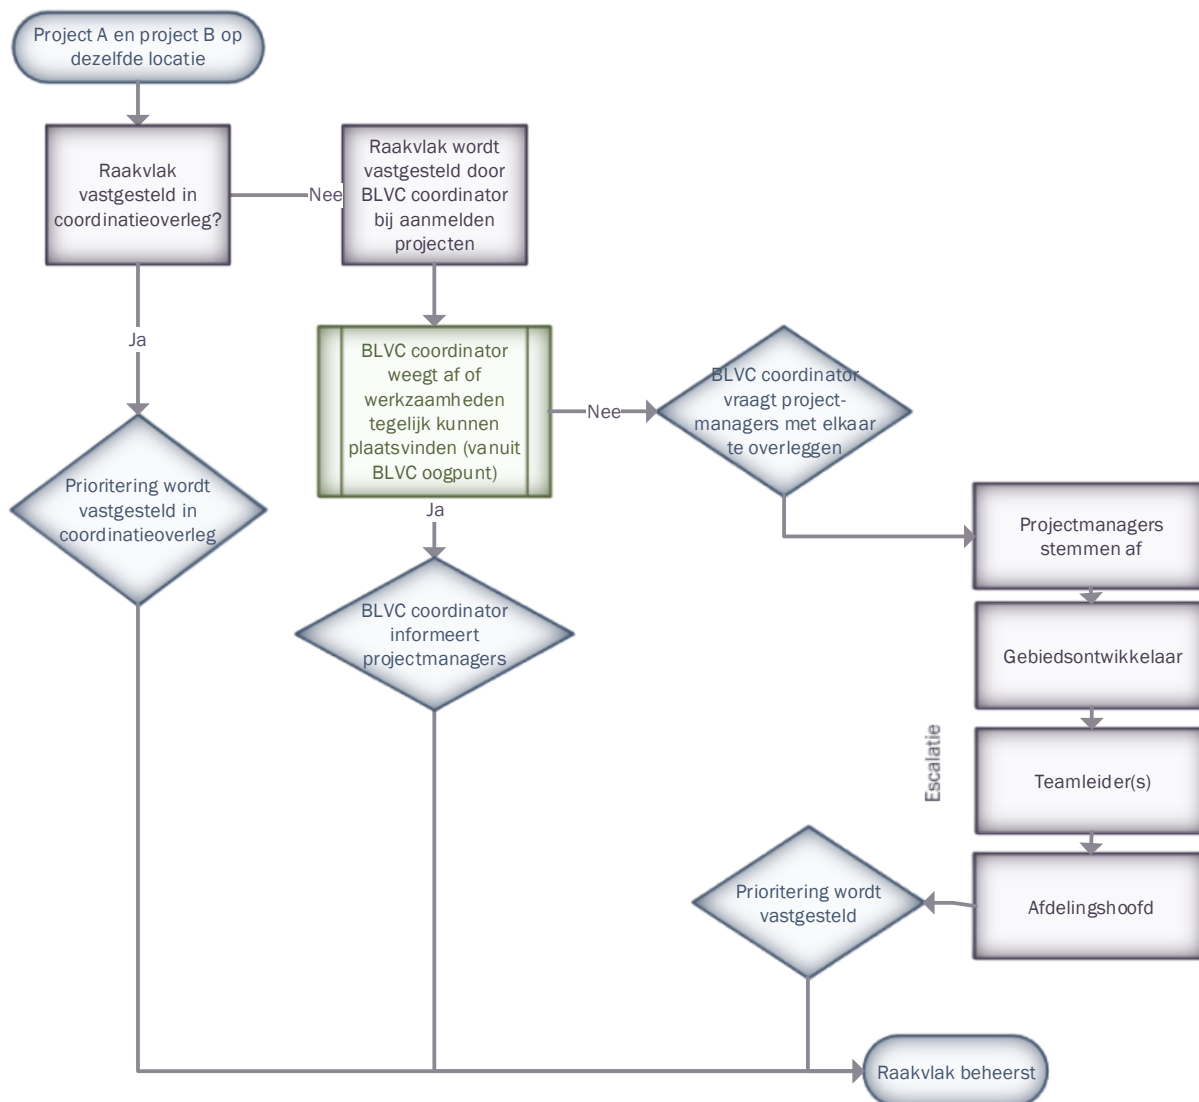 Project A en project B op
dezelfde locatie
Raakvlak
vastgesteld in
coordinatieoverleg?
Nee
Raakvlak wordt
vastgesteld door
BLVC coordinator
bij aanmelden
projecten
Ja
BLVC coordinator
weegt af of
werkzaamheden
tegelijk kunnen
plaatsvinden (vanuit
BLVC oogpunt)
Nee
BLVC coordinator
vraagt project-
managers met elkaar
te overleggen
Prioritering wordt
vastgesteld in
coordinatieoverleg
Ja
BLVC coordinator
informeert
projectmanagers
Projectmanagers
stemmen af
Gebiedsontwikkelaar
Escalatie
Teamleider(s)
Prioritering wordt
vastgesteld
Afdelingshoofd
Raakvlak beheerst